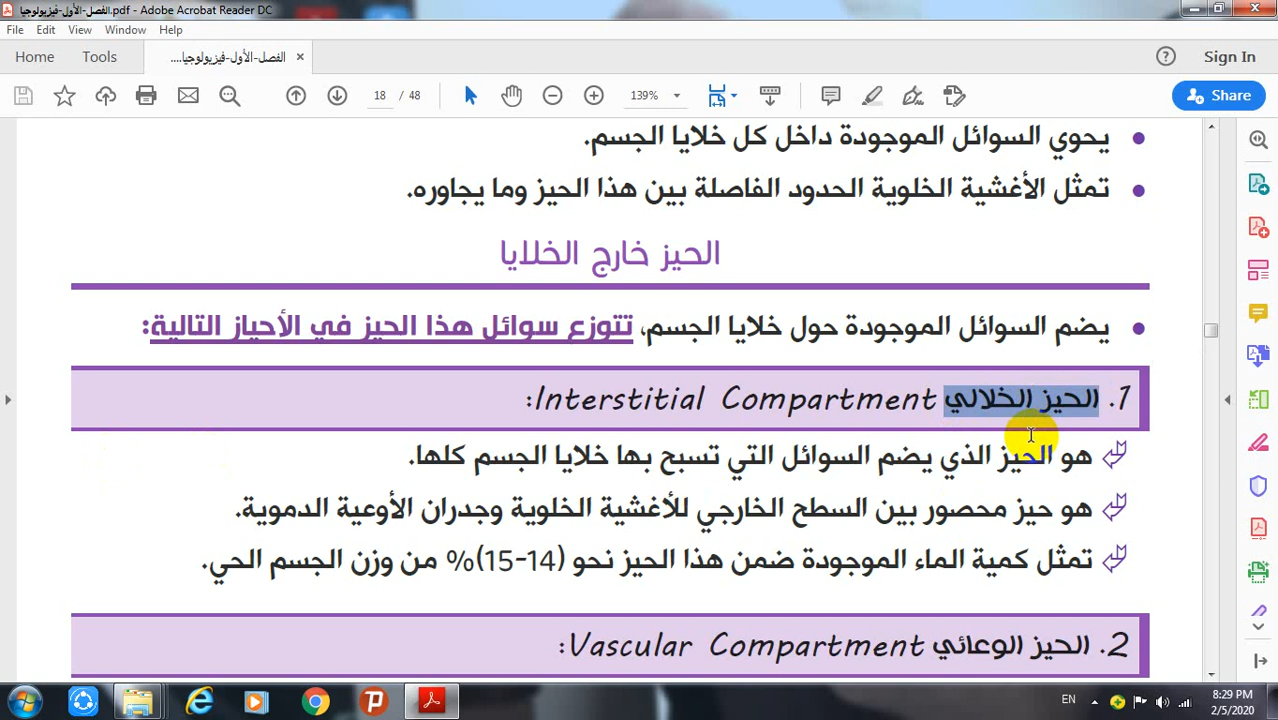 الفصل-الأول-فيزيولوجيا.pdf - Adobe Acrobat Reader DC
File Edit View Window Help
Home Tools الفصل-الأول-فيزيولوجيا.... × Sign In
18 / 48 139% Share
يحوي السوائل الموجودة داخل كل خلايا الجسم.
تمثل الأغشية الخلوية الحدود الفاصلة بين هذا الحيز وما يجاوره.
الحيز خارج الخلايا
يضم السوائل الموجودة حول خلايا الجسم، تتوزع سوائل هذا الحيز في الأحياز التالية:
1. الحيز الخلالي Interstitial Compartment:
هو الحيز الذي يضم السوائل التي تسبح بها خلايا الجسم كلها.
هو حيز محصور بين السطح الخارجي للأغشية الخلوية وجدران الأوعية الدموية.
تمثل كمية الماء الموجودة ضمن هذا الحيز نحو (14-15)% من وزن الجسم الحي.
2. الحيز الوعائي Vascular Compartment:
EN 8:29 PM
2/5/2020